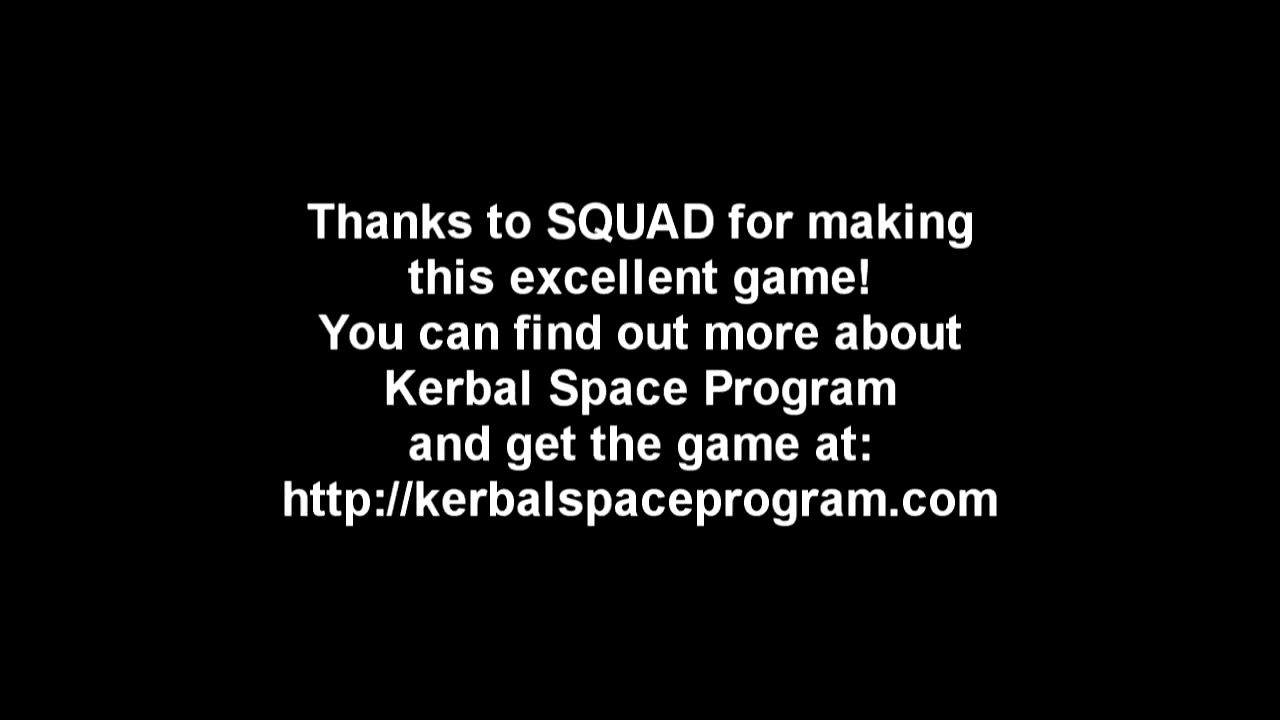 Thanks to SQUAD for making
this excellent game!
You can find out more about
Kerbal Space Program
and get the game at:
http://kerbalspaceprogram.com